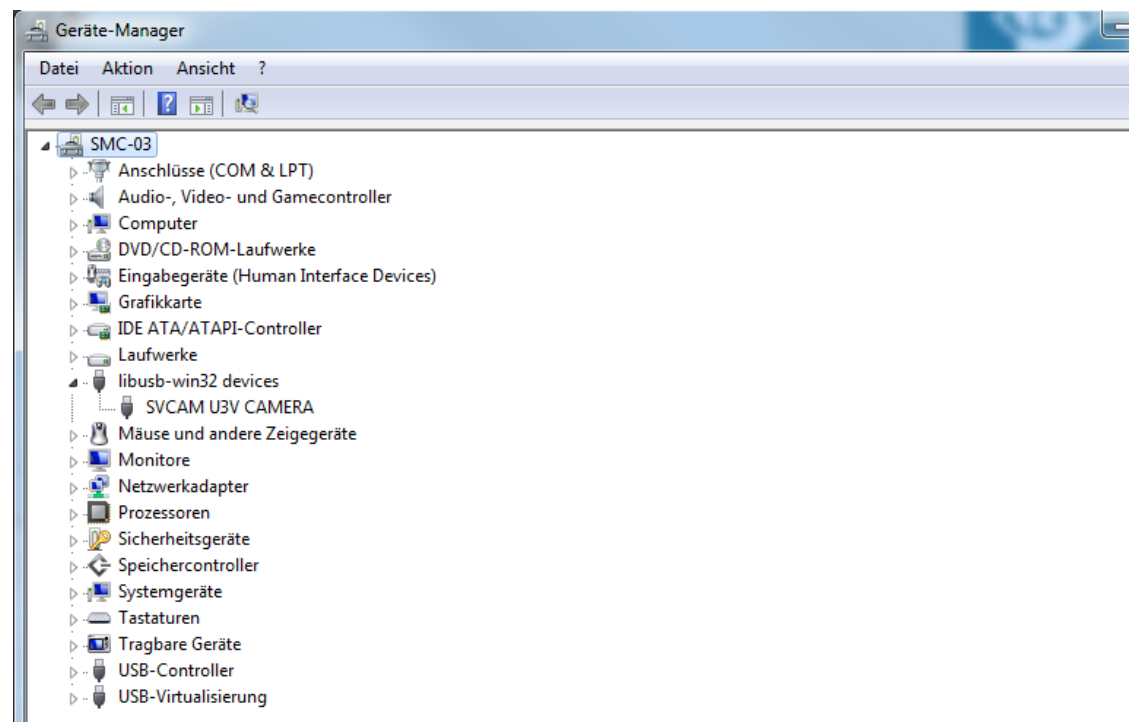 Geräte-Manager
Datei Aktion Ansicht ?
SMC-03
Anschlüsse (COM & LPT)
Audio-, Video- und Gamecontroller
Computer
DVD/CD-ROM-Laufwerke
Eingabegeräte (Human Interface Devices)
Grafikkarte
IDE ATA/ATAPI-Controller
Laufwerke
libusb-win32 devices
SVCAM U3V CAMERA
Mäuse und andere Zeigegeräte
Monitore
Netzwerkadapter
Prozessoren
Sicherheitsgeräte
Speichercontroller
Systemgeräte
Tastaturen
Tragbare Geräte
USB-Controller
USB-Virtualisierung